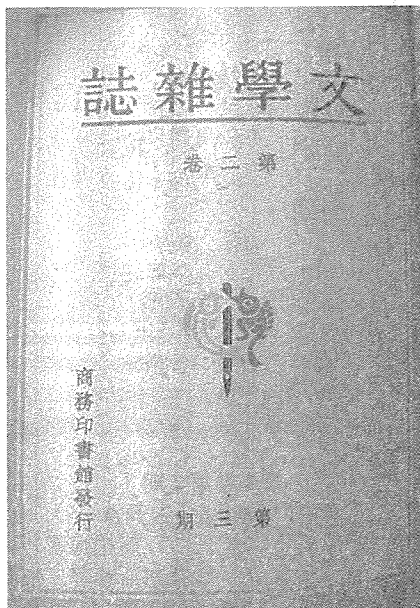 文學雜誌
第二卷
商務印書館發行
第三期